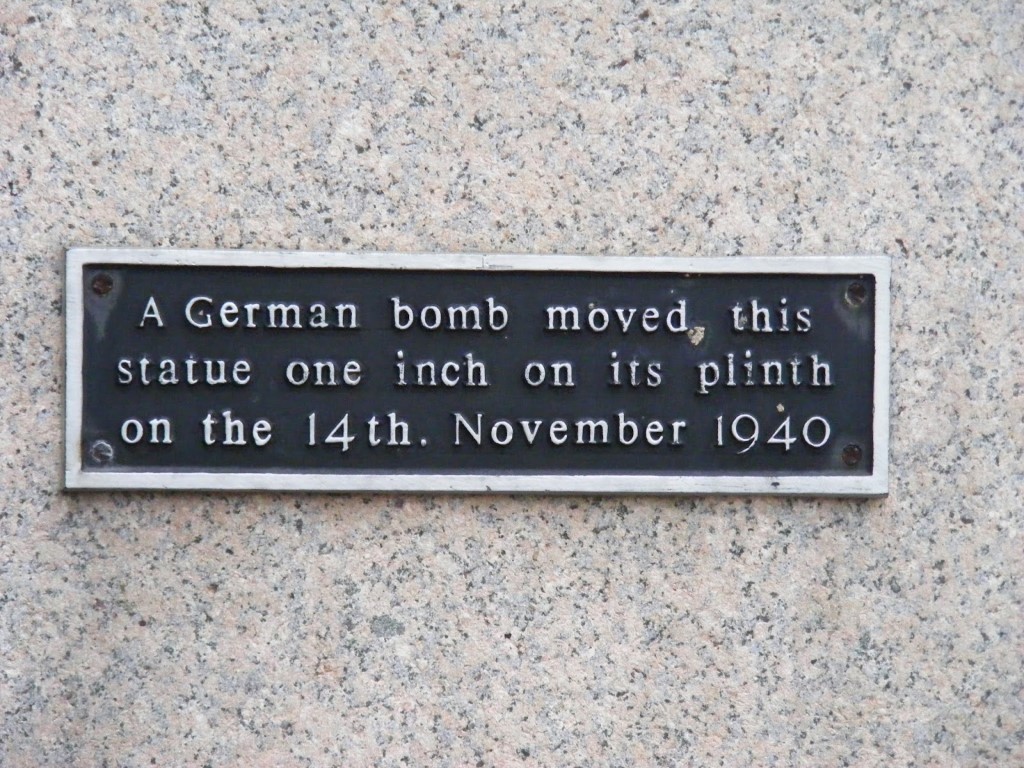 A German bomb moved this
statue one inch on its plinth
on the 14th. November 1940